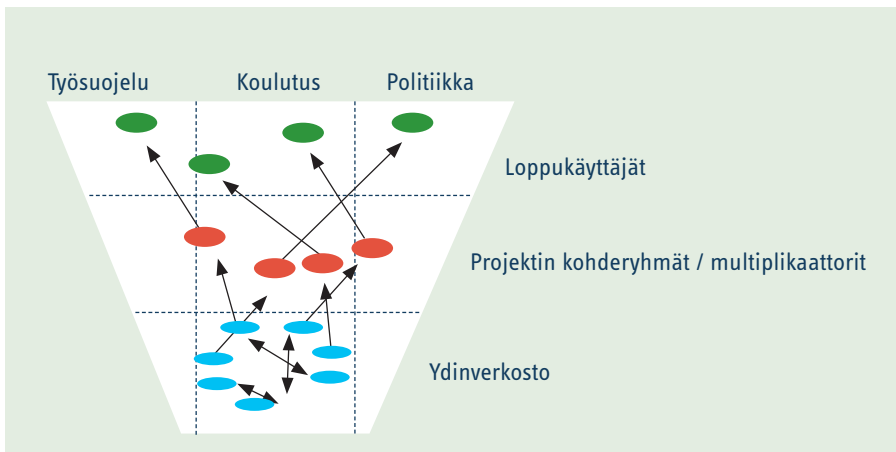 Työsuojelu Koulutus Politiikka
Loppukäyttäjät
Projektin kohderyhmät / multiplikaattorit
Ydinverkosto